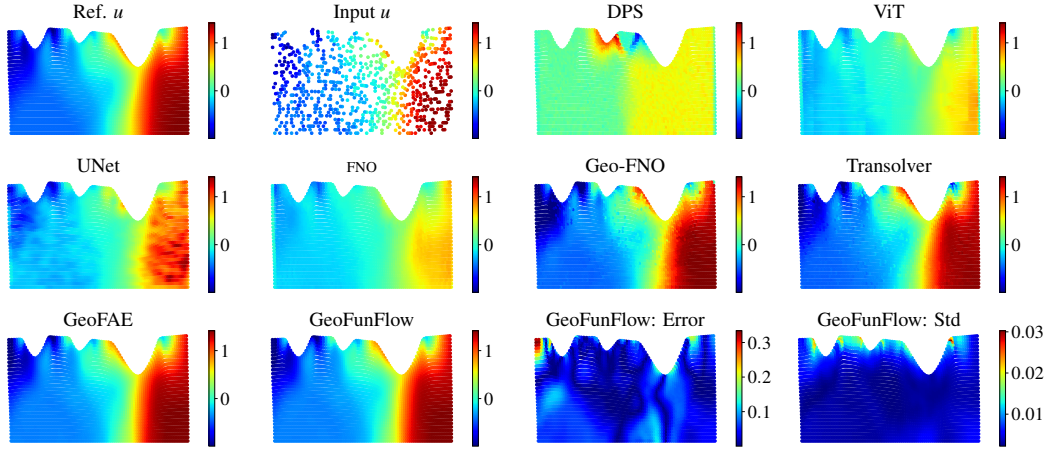 Ref. u
Input u
DPS
ViT
1
0
1
0
1
0
1
0
UNet
FNO
Geo-FNO
Transolver
1
0
1
0
1
0
1
0
GeoFAE
GeoFunFlow
GeoFunFlow: Error
GeoFunFlow: Std
1
0
1
0
0.3
0.2
0.1
0.03
0.02
0.01